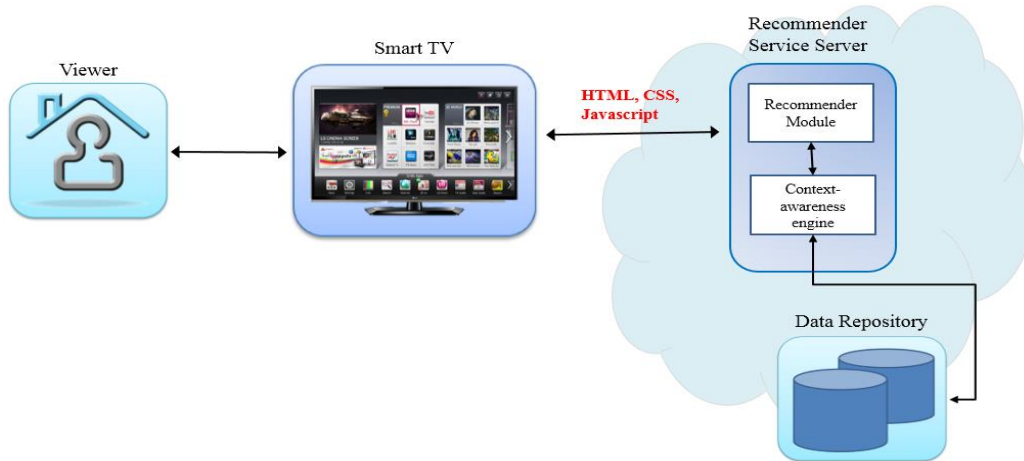 Viewer
Smart TV
HTML, CSS,
Javascript
Recommender
Service Server
Recommender
Module
Context-
awareness
engine
Data Repository